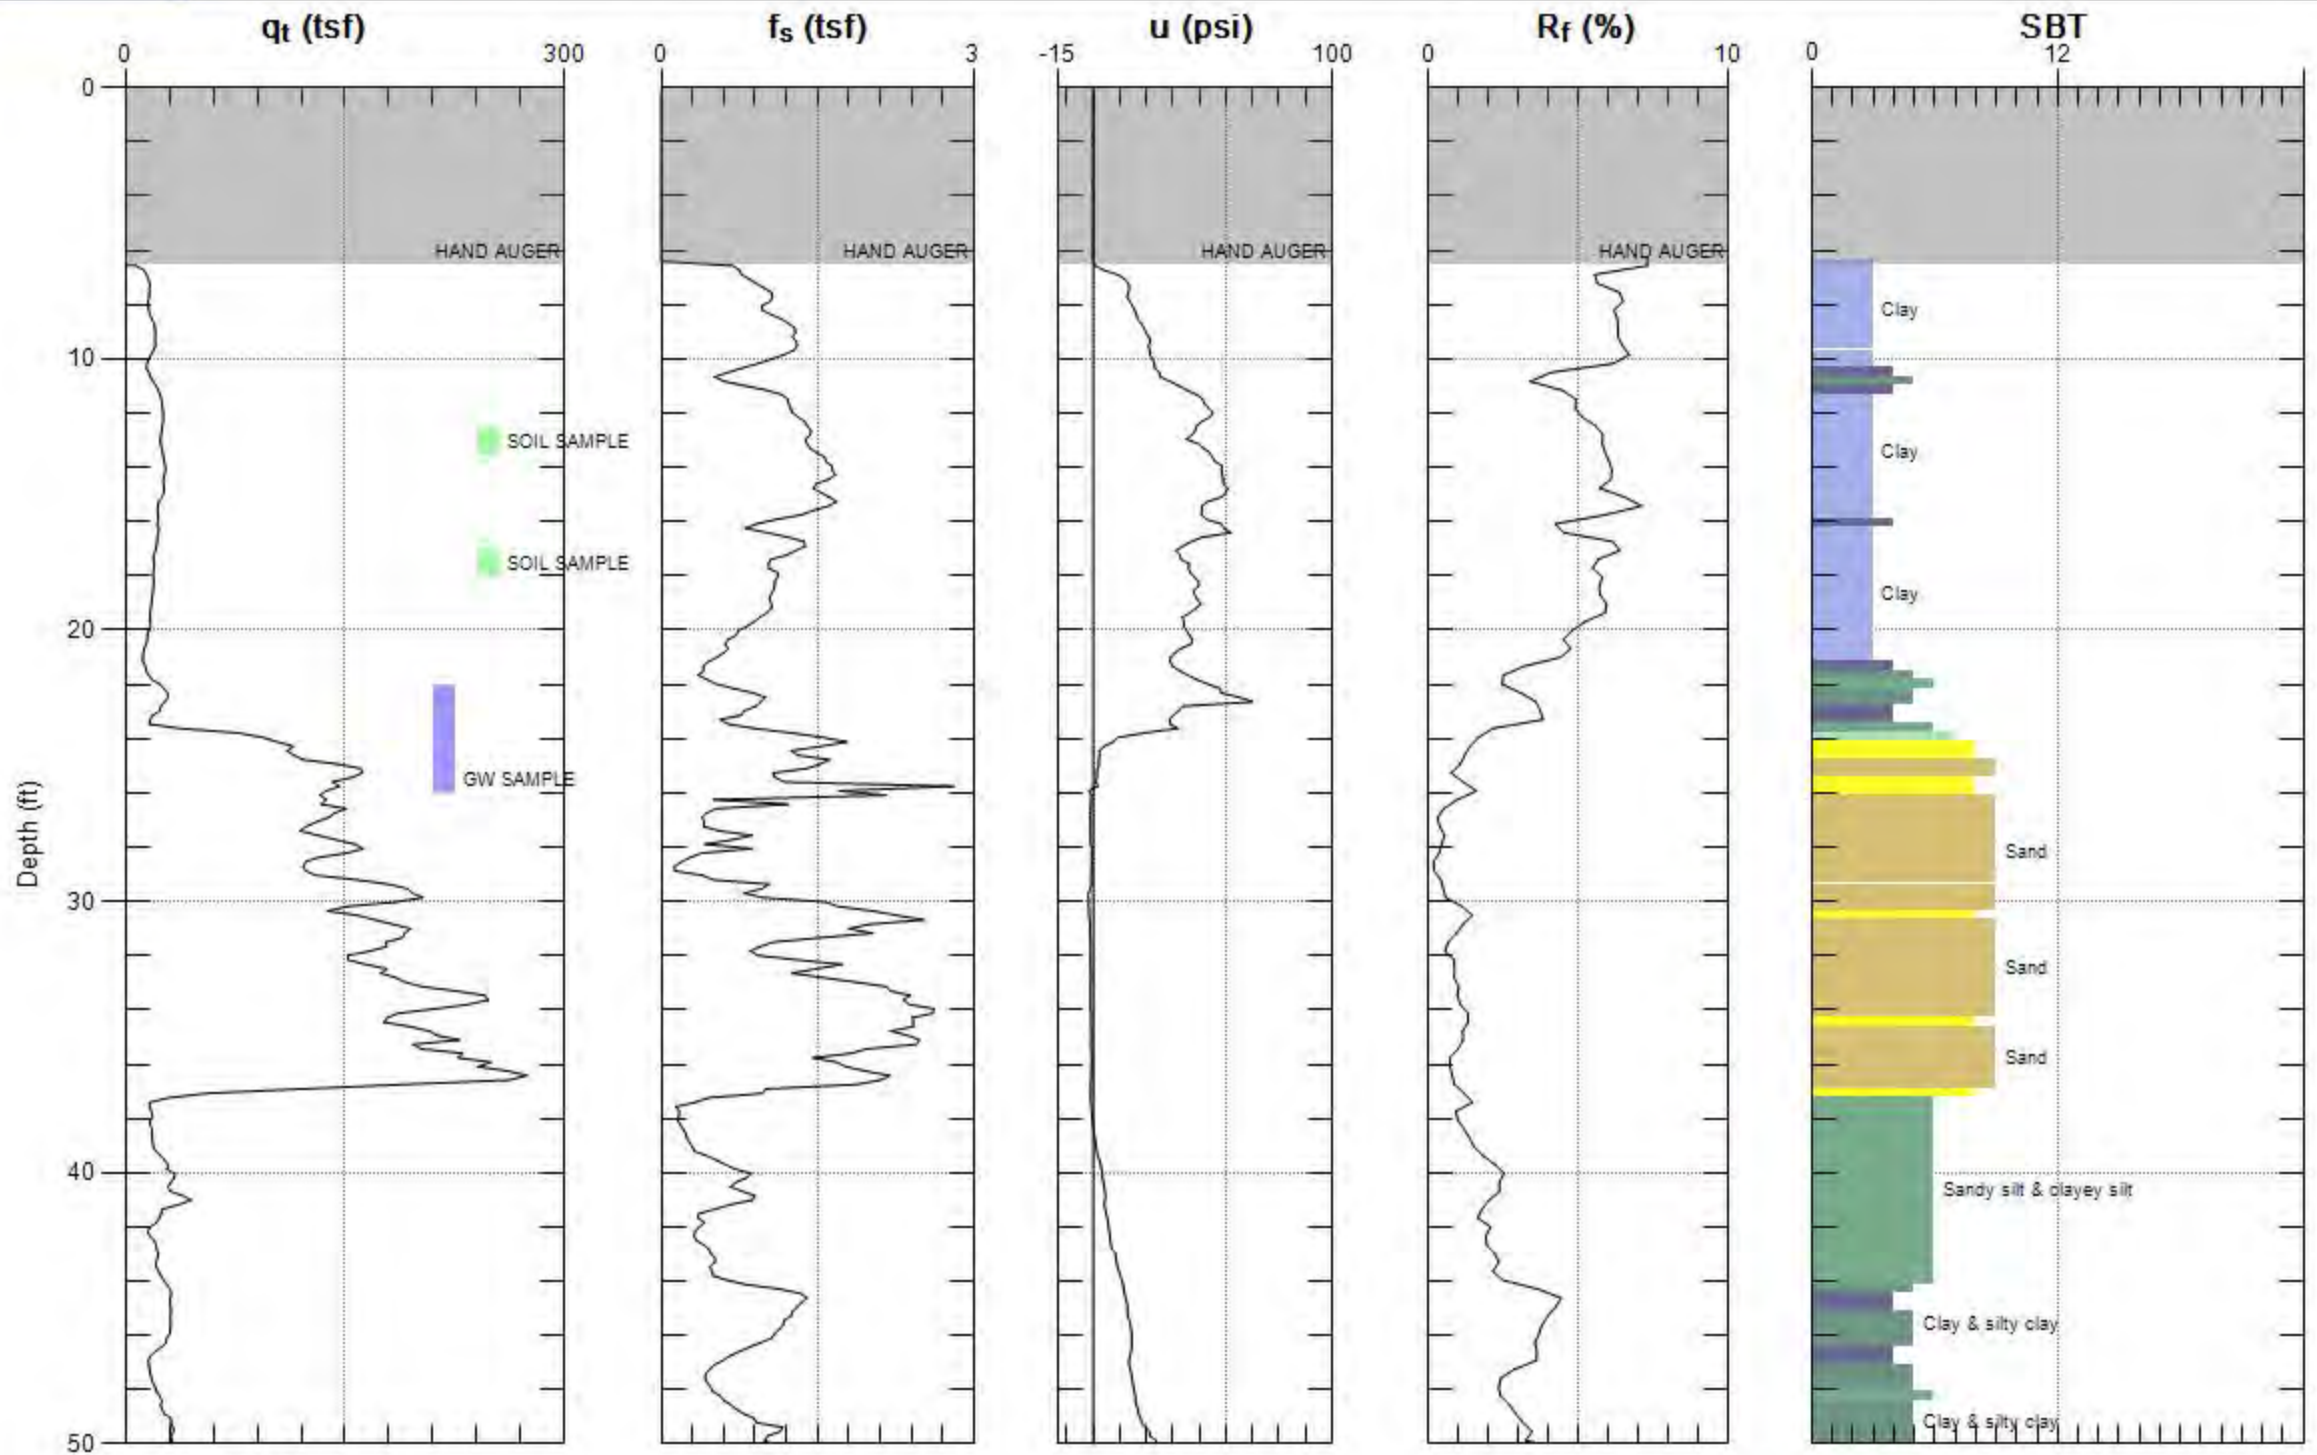 qt (tsf) fs (tsf) u (psi) Rf (%) SBT
0 300 0 3 -15 100 0 10 0 12
0
HAND AUGER HAND AUGER HAND AUGER HAND AUGER
Clay
10
SOIL SAMPLE
Clay
SOIL SAMPLE
Clay
20
GW SAMPLE
Depth (ft)
Sand
30
Sand
Sand
40
Sandy silt & clayey silt
Clay & silty clay
Clay & silty clay
50